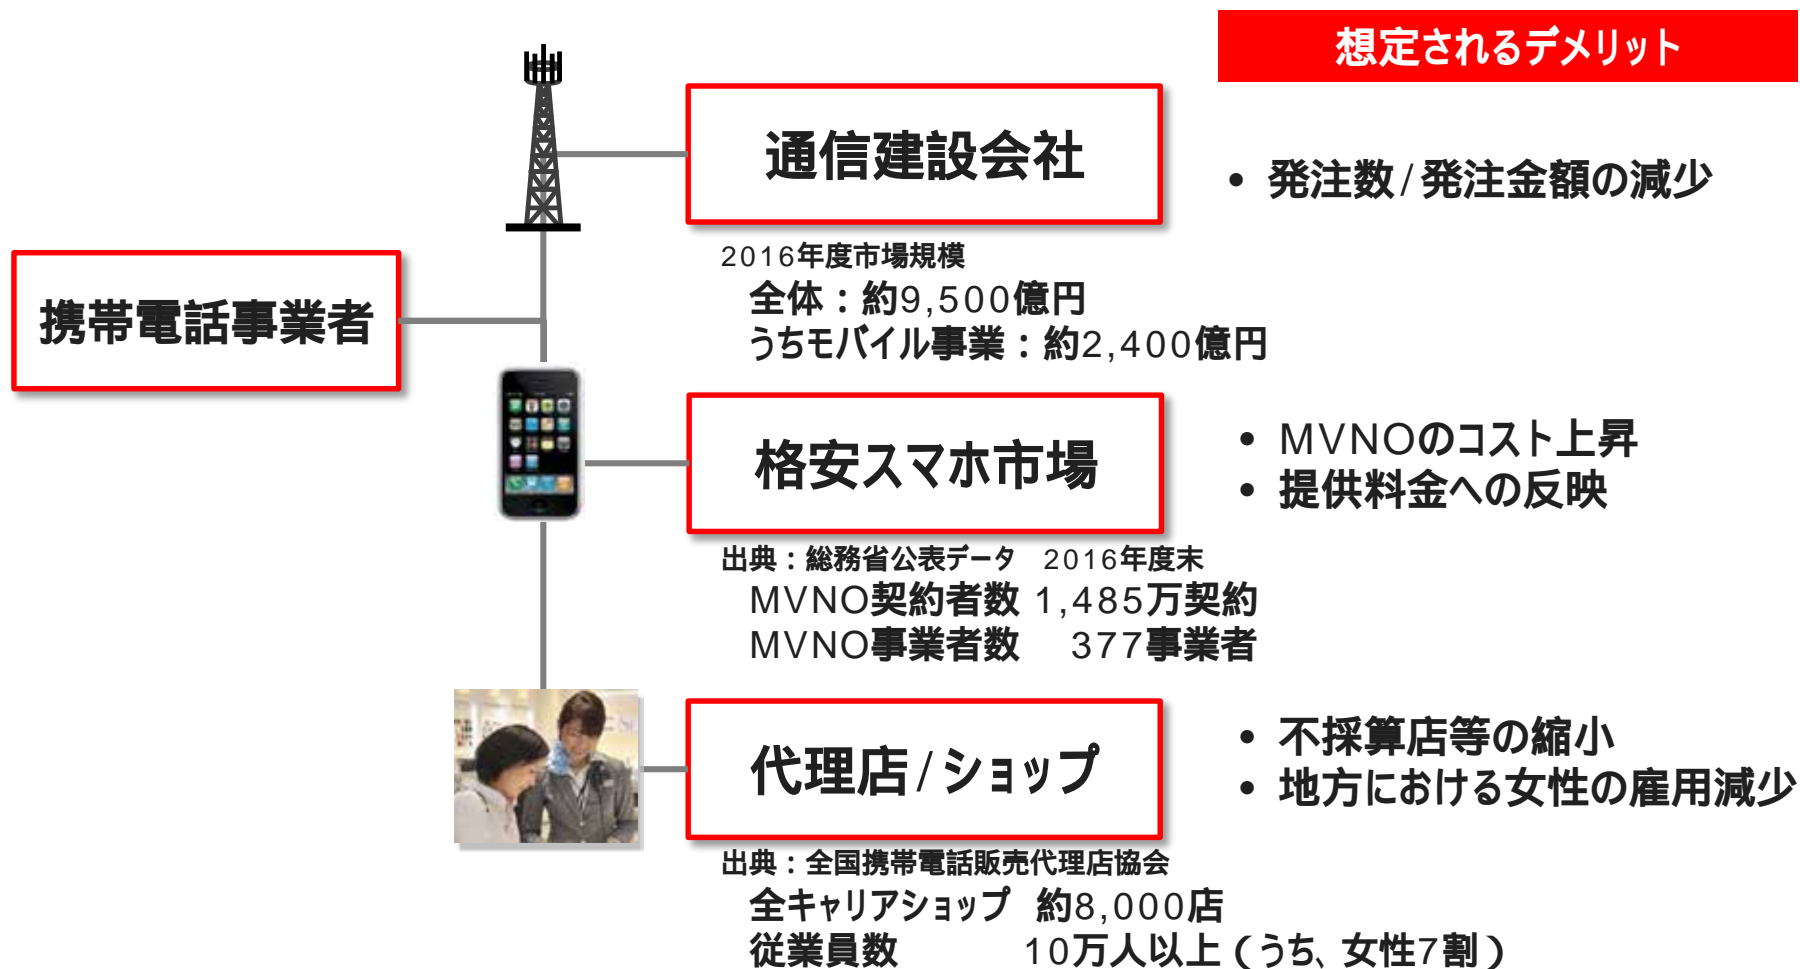 想定されるデメリット
通信建設会社
• 発注数/発注金額の減少
2016年度市場規模
全体：約9,500億円
うちモバイル事業：約2,400億円
携帯電話事業者
格安スマホ市場
• MVNOのコスト上昇
• 提供料金への反映
出典：総務省公表データ 2016年度末
MVNO契約者数 1,485万契約
MVNO事業者数 377事業者
代理店/ショップ
• 不採算店等の縮小
• 地方における女性の雇用減少
出典：全国携帯電話販売代理店協会
全キャリアショップ 約8,000店
従業員数 10万人以上（うち、女性7割）